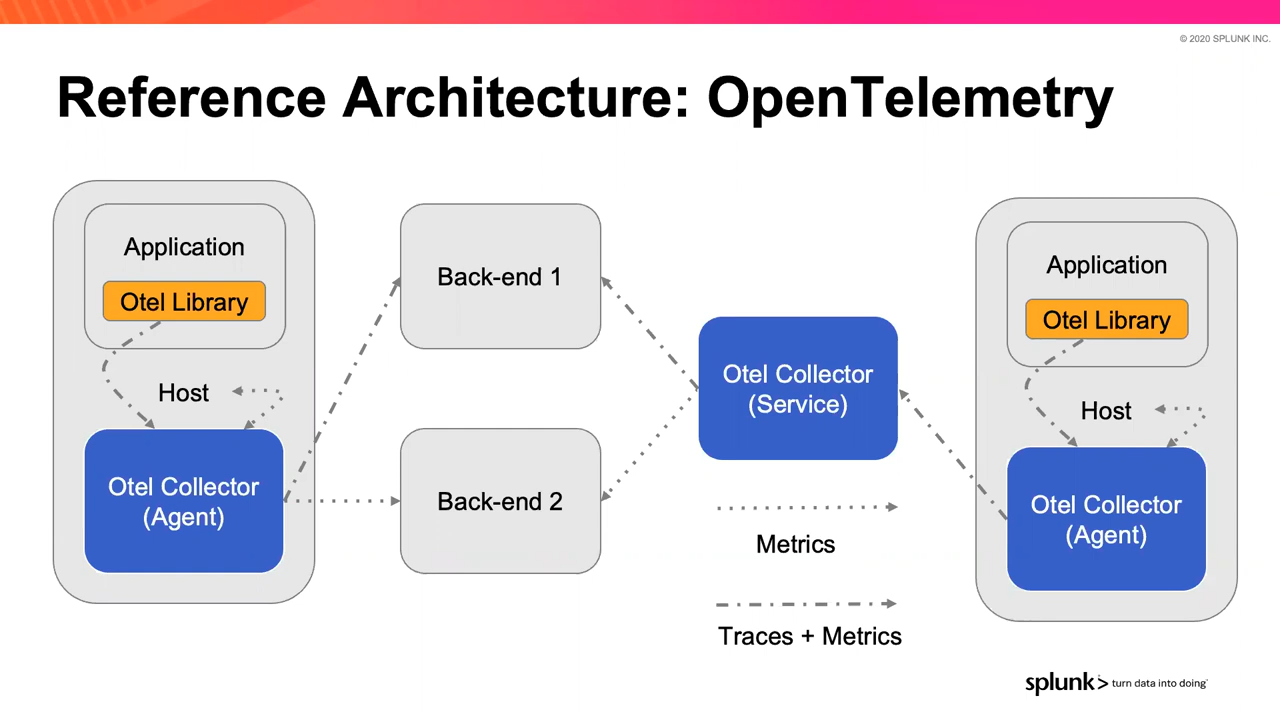 © 2020 SPLUNK INC.
Reference Architecture: OpenTelemetry
Application
Otel Library
Host
Otel Collector
(Agent)
Back-end 1
Back-end 2
Otel Collector
(Service)
Metrics
Traces + Metrics
Application
Otel Library
Host
Otel Collector
(Agent)
splunk> turn data into doing™